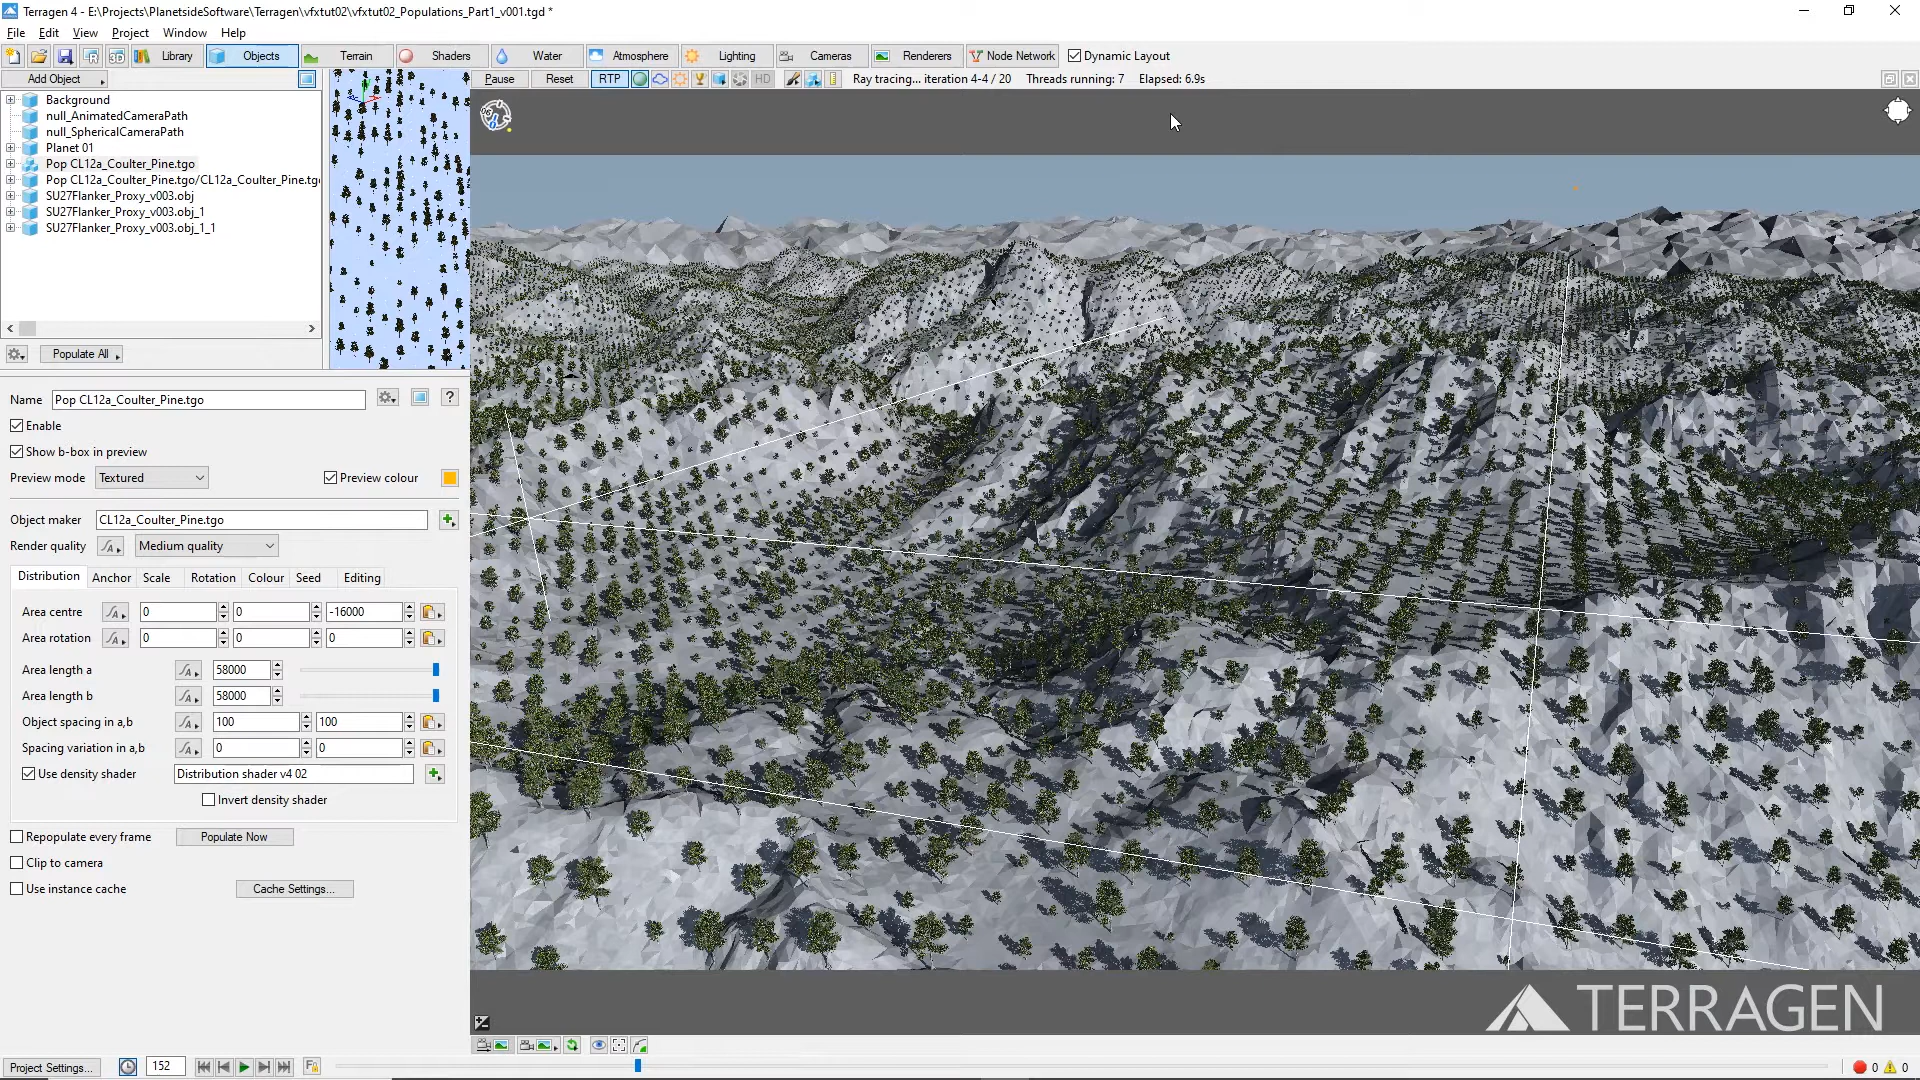 Terragen 4 - E:\Projects\PlanetsideSoftware\Terragen\vfxtut02\vfxtut02_Populations_Part1_v001.tgd *
File Edit View Project Window Help
Library Objects Terrain Shaders Water Atmosphere Lighting Cameras Renderers Node Network Dynamic Layout
Add Object
Pause Reset RTP HD Ray tracing... iteration 4-4 / 20 Threads running: 7 Elapsed: 6.9s
Background
null_AnimatedCameraPath
null_SphericalCameraPath
Planet 01
Pop CL12a_Coulter_Pine.tgo
Pop CL12a_Coulter_Pine.tgo/CL12a_Coulter_Pine.tg
SU27Flanker_Proxy_v003.obj
SU27Flanker_Proxy_v003.obj_1
SU27Flanker_Proxy_v003.obj_1_1
Populate All
Name Pop CL12a_Coulter_Pine.tgo ?
Enable
Show b-box in preview
Preview mode Textured Preview colour
Object maker CL12a_Coulter_Pine.tgo
Render quality Medium quality
Distribution Anchor Scale Rotation Colour Seed Editing
Area centre 0 0 -16000
Area rotation 0 0 0
Area length a 58000
Area length b 58000
Object spacing in a,b 100 100
Spacing variation in a,b 0 0
Use density shader Distribution shader v4 02
Invert density shader
Repopulate every frame Populate Now
Clip to camera
Use instance cache Cache Settings...
TERRAGEN
Project Settings... 152 0 0